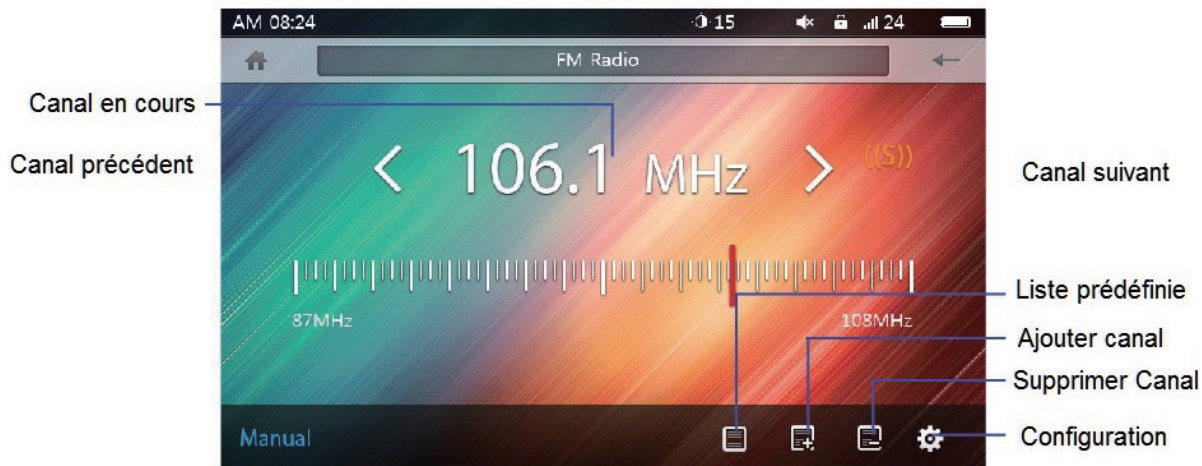 AM 08:24 15 24
FM Radio
Canal en cours
Canal précédent
106.1 MHz
((S))
Canal suivant
87MHz
108MHz
Liste prédéfinie
Ajouter canal
Supprimer Canal
Manual
Configuration